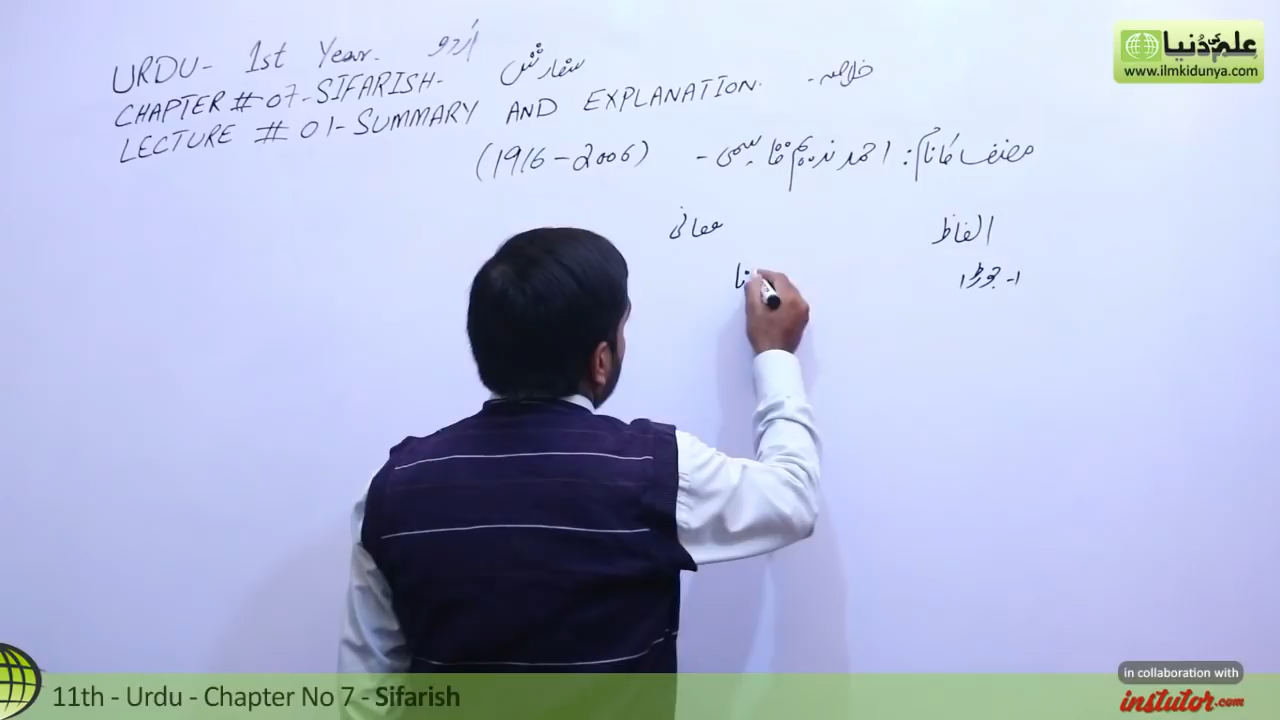 URDU- 1st Year. اُردو
CHAPTER # 07-SIFARISH- سفارش
LECTURE # 01-SUMMARY AND EXPLANATION. خلاصہ -
مصنف کا نام: احمد ندیم قاسمی - (1916-2006)
الفاظ معانی
۱- جوڑا
علم کی دُنیا
www.ilmkidunya.com
11th - Urdu - Chapter No 7 - Sifarish
in collaboration with
instutor.com